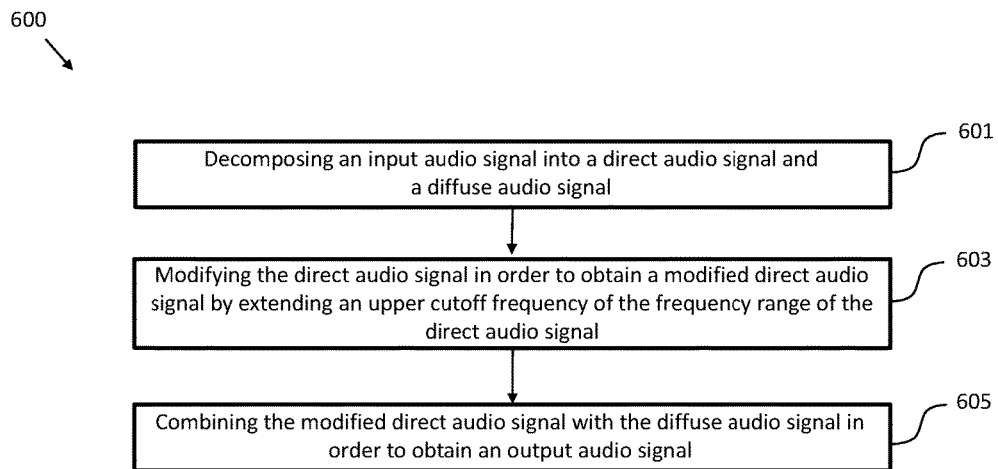 600
601
Decomposing an input audio signal into a direct audio signal and
a diffuse audio signal
603
Modifying the direct audio signal in order to obtain a modified direct audio
signal by extending an upper cutoff frequency of the frequency range of the
direct audio signal
605
Combining the modified direct audio signal with the diffuse audio signal in
order to obtain an output audio signal